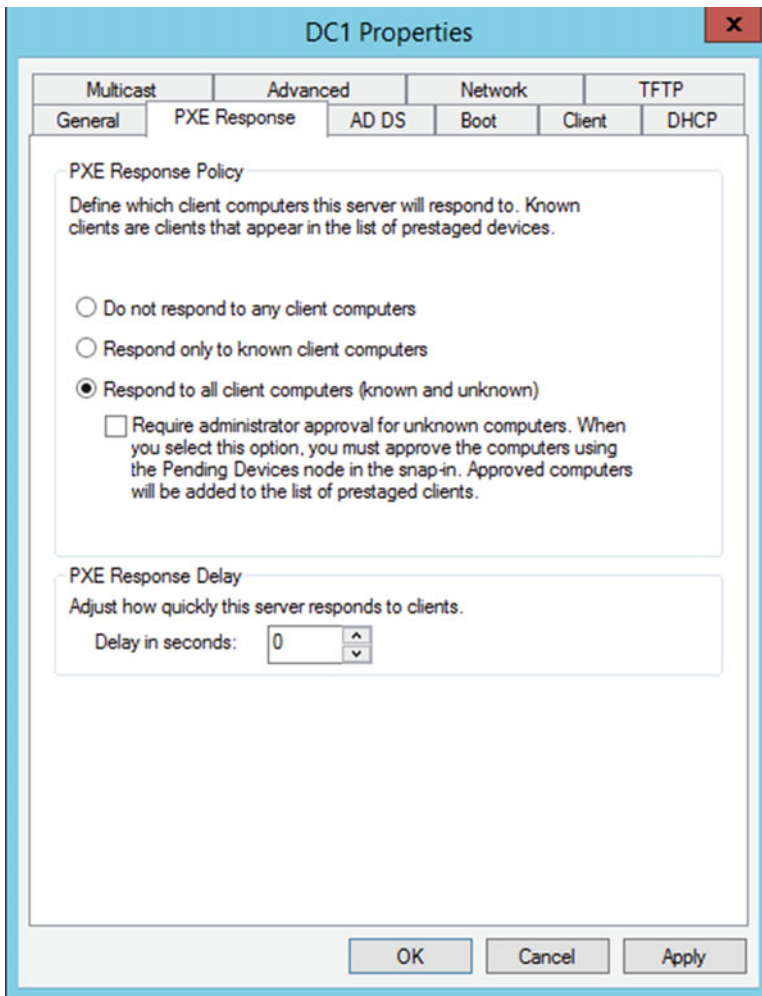 DC1 Properties
x
Multicast Advanced Network TFTP
General PXE Response AD DS Boot Client DHCP
PXE Response Policy
Define which client computers this server will respond to. Known
clients are clients that appear in the list of prestaged devices.
Do not respond to any client computers
Respond only to known client computers
Respond to all client computers (known and unknown)
Require administrator approval for unknown computers. When
you select this option, you must approve the computers using
the Pending Devices node in the snap-in. Approved computers
will be added to the list of prestaged clients.
PXE Response Delay
Adjust how quickly this server responds to clients.
Delay in seconds: 0
OK Cancel Apply